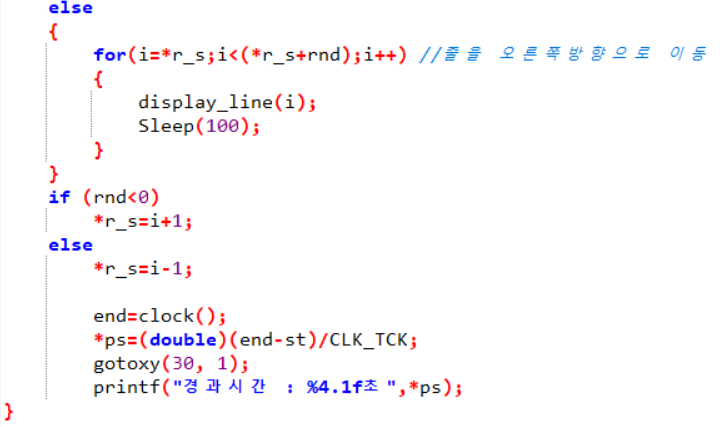 else
{
for(i=*r_s;i<(*r_s+rnd);i++) //줄을 오른쪽방향으로 이동
{
display_line(i);
Sleep(100);
}
}
if (rnd<0)
*r_s=i+1;
else
*r_s=i-1;
end=clock();
*ps=(double)(end-st)/CLK_TCK;
gotoxy(30, 1);
printf("경과시간 : %4.1f초",*ps);
}